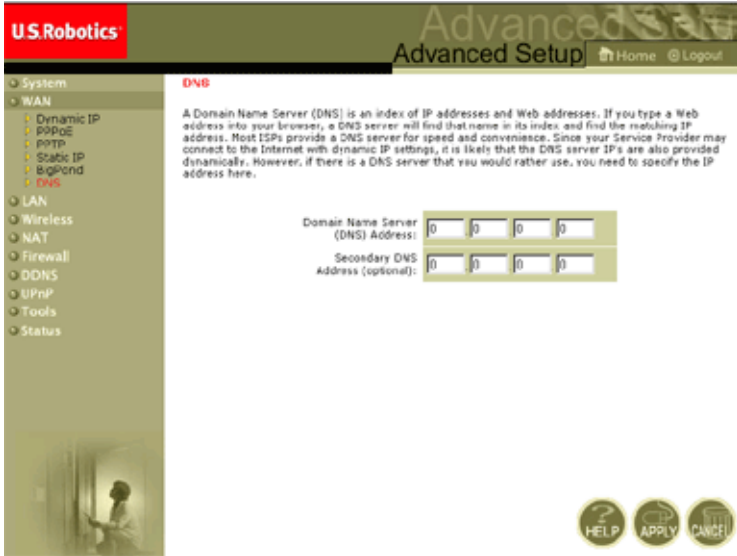 U.S.Robotics
Advanced Setup
Advanced Setup
Home Logout
System
WAN
Dynamic IP
PPPoE
PPTP
Static IP
BigPond
DNS
LAN
Wireless
NAT
Firewall
DDNS
UPnP
Tools
Status
DNS
A Domain Name Server (DNS) is an index of IP addresses and Web addresses. If you type a Web
address into your browser, a DNS server will find that name in its index and find the matching IP
address. Most ISPs provide a DNS server for speed and convenience. Since your Service Provider may
connect to the Internet with dynamic IP settings, it is likely that the DNS server IP's are also provided
dynamically. However, if there is a DNS server that you would rather use, you need to specify the IP
address here.
Domain Name Server
(DNS) Address: 0 . 0 . 0 . 0
Secondary DNS
Address (optional): 0 . 0 . 0 . 0
HELP APPLY CANCEL